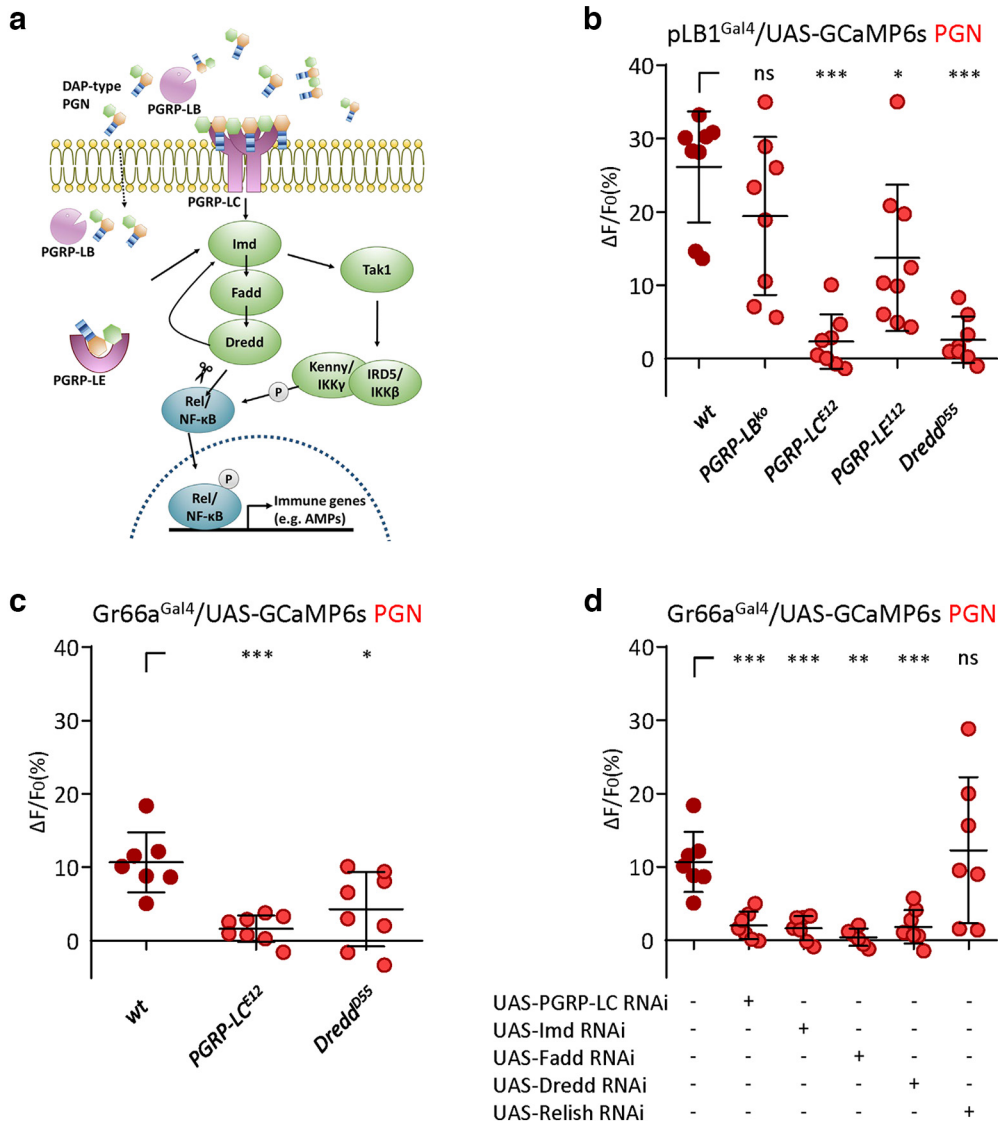 a
DAP-type
PGN
PGRP-LB
PGRP-LC
PGRP-LB
Imd
Tak1
Fadd
Dredd
PGRP-LE
Kenny/
IKKγ
IRD5/
IKKβ
P
Rel/
NF-κB
P
Rel/
NF-κB
Immune genes
(e.g. AMPs)
b
pLB1Gal4/UAS-GCaMP6s PGN
ns *** * ***
40
30
20
10
0
ΔF/F0(%)
wt
PGRP-LBko
PGRP-LCE12
PGRP-LE112
DreddD55
c
Gr66aGal4/UAS-GCaMP6s PGN
*** *
40
30
20
10
0
ΔF/F0(%)
wt
PGRP-LCE12
DreddD55
d
Gr66aGal4/UAS-GCaMP6s PGN
*** *** ** *** ns
40
30
20
10
0
ΔF/F0(%)
UAS-PGRP-LC RNAi - + - - - -
UAS-Imd RNAi - - + - - -
UAS-Fadd RNAi - - - + - -
UAS-Dredd RNAi - - - - + -
UAS-Relish RNAi - - - - - +